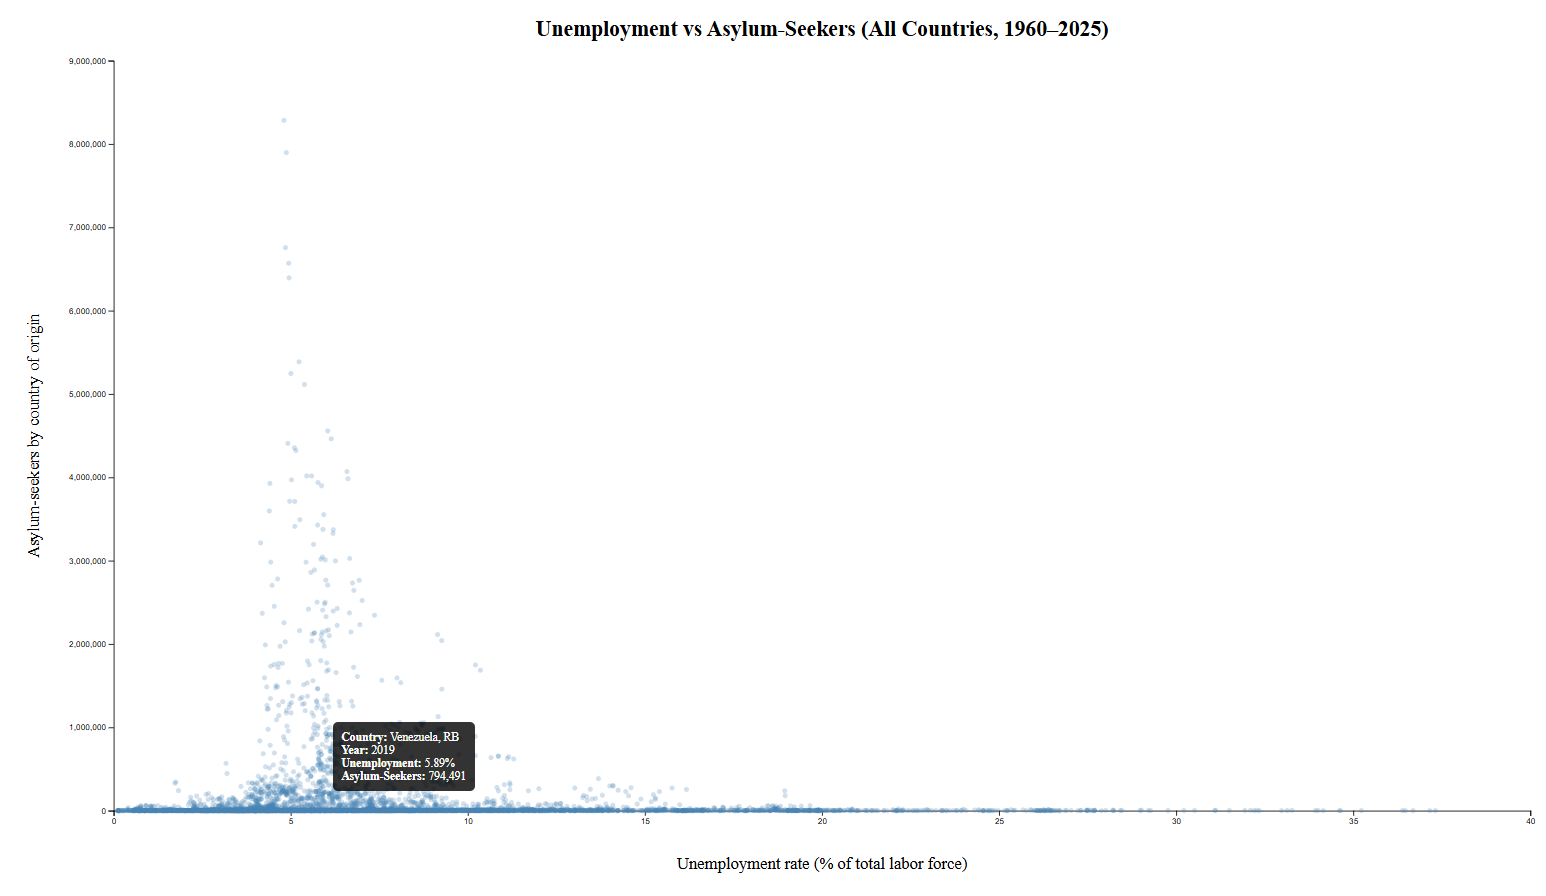 Unemployment vs Asylum-Seekers (All Countries, 1960–2025)
9,000,000
8,000,000
7,000,000
6,000,000
5,000,000
4,000,000
3,000,000
2,000,000
1,000,000
0
Asylum-seekers by country of origin
Country: Venezuela, RB
Year: 2019
Unemployment: 5.89%
Asylum-Seekers: 794,491
0 5 10 15 20 25 30 35 40
Unemployment rate (% of total labor force)